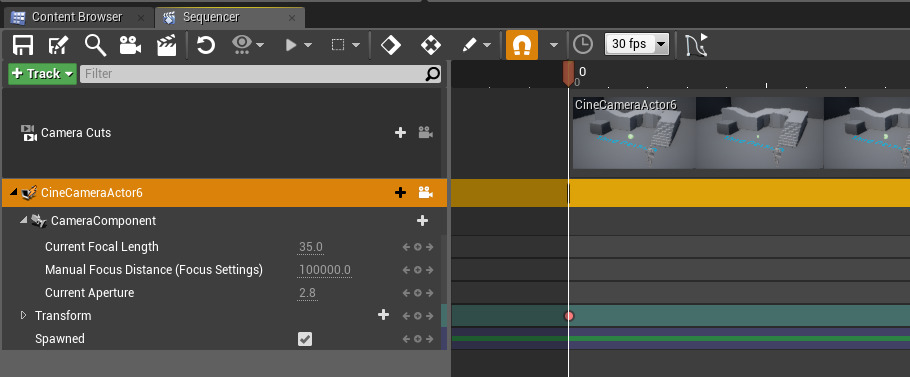 Content Browser
Sequencer
30 fps
Track
Filter
0
0
Camera Cuts
CineCameraActor6
CineCameraActor6
CameraComponent
Current Focal Length 35.0
Manual Focus Distance (Focus Settings) 100000.0
Current Aperture 2.8
Transform
Spawned